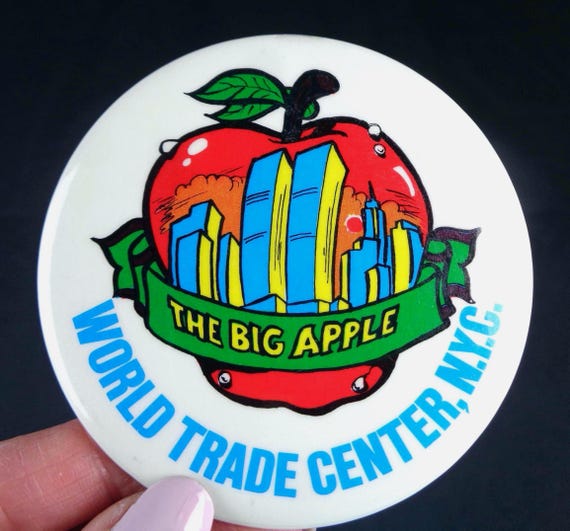 THE BIG APPLE
WORLD TRADE CENTER, N.Y.C.